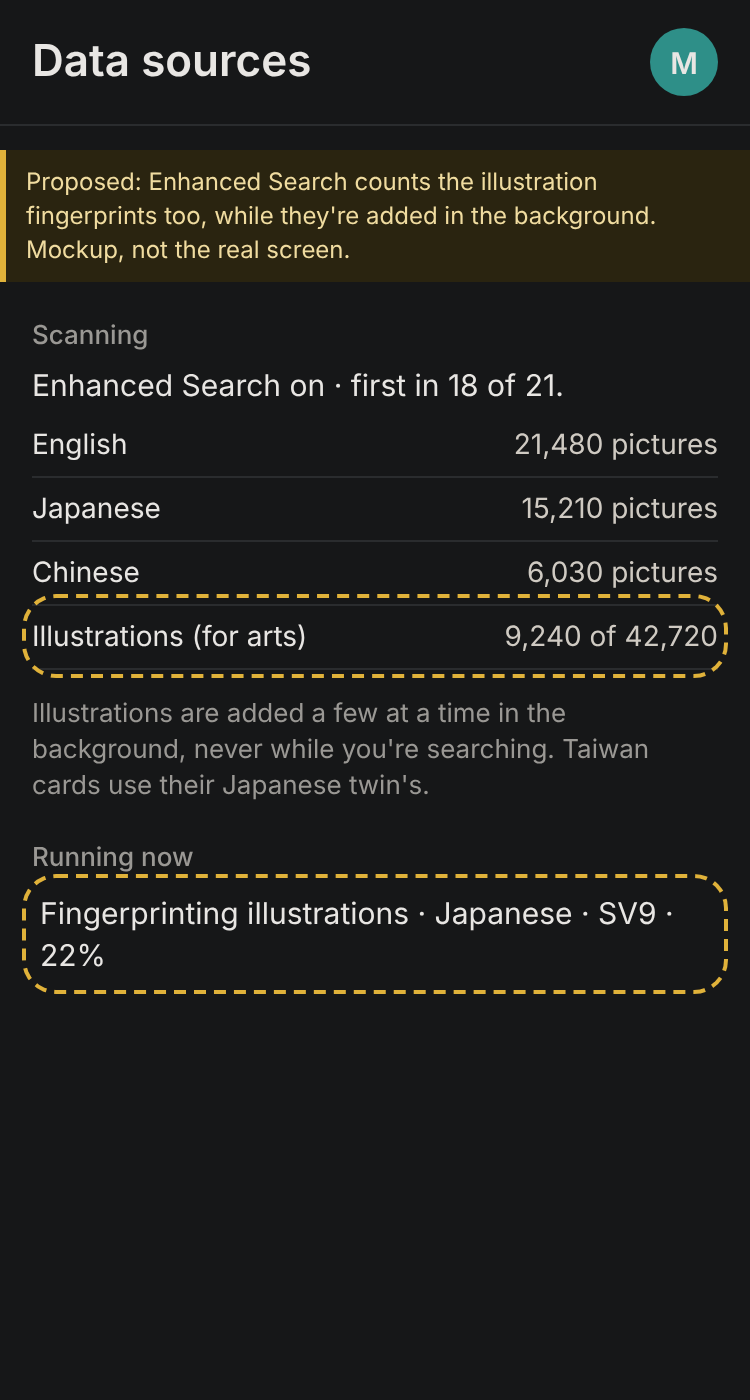 Data sources
M
Proposed: Enhanced Search counts the illustration
fingerprints too, while they're added in the background.
Mockup, not the real screen.
Scanning
Enhanced Search on · first in 18 of 21.
English 21,480 pictures
Japanese 15,210 pictures
Chinese 6,030 pictures
Illustrations (for arts) 9,240 of 42,720
Illustrations are added a few at a time in the
background, never while you're searching. Taiwan
cards use their Japanese twin's.
Running now
Fingerprinting illustrations · Japanese · SV9 ·
22%